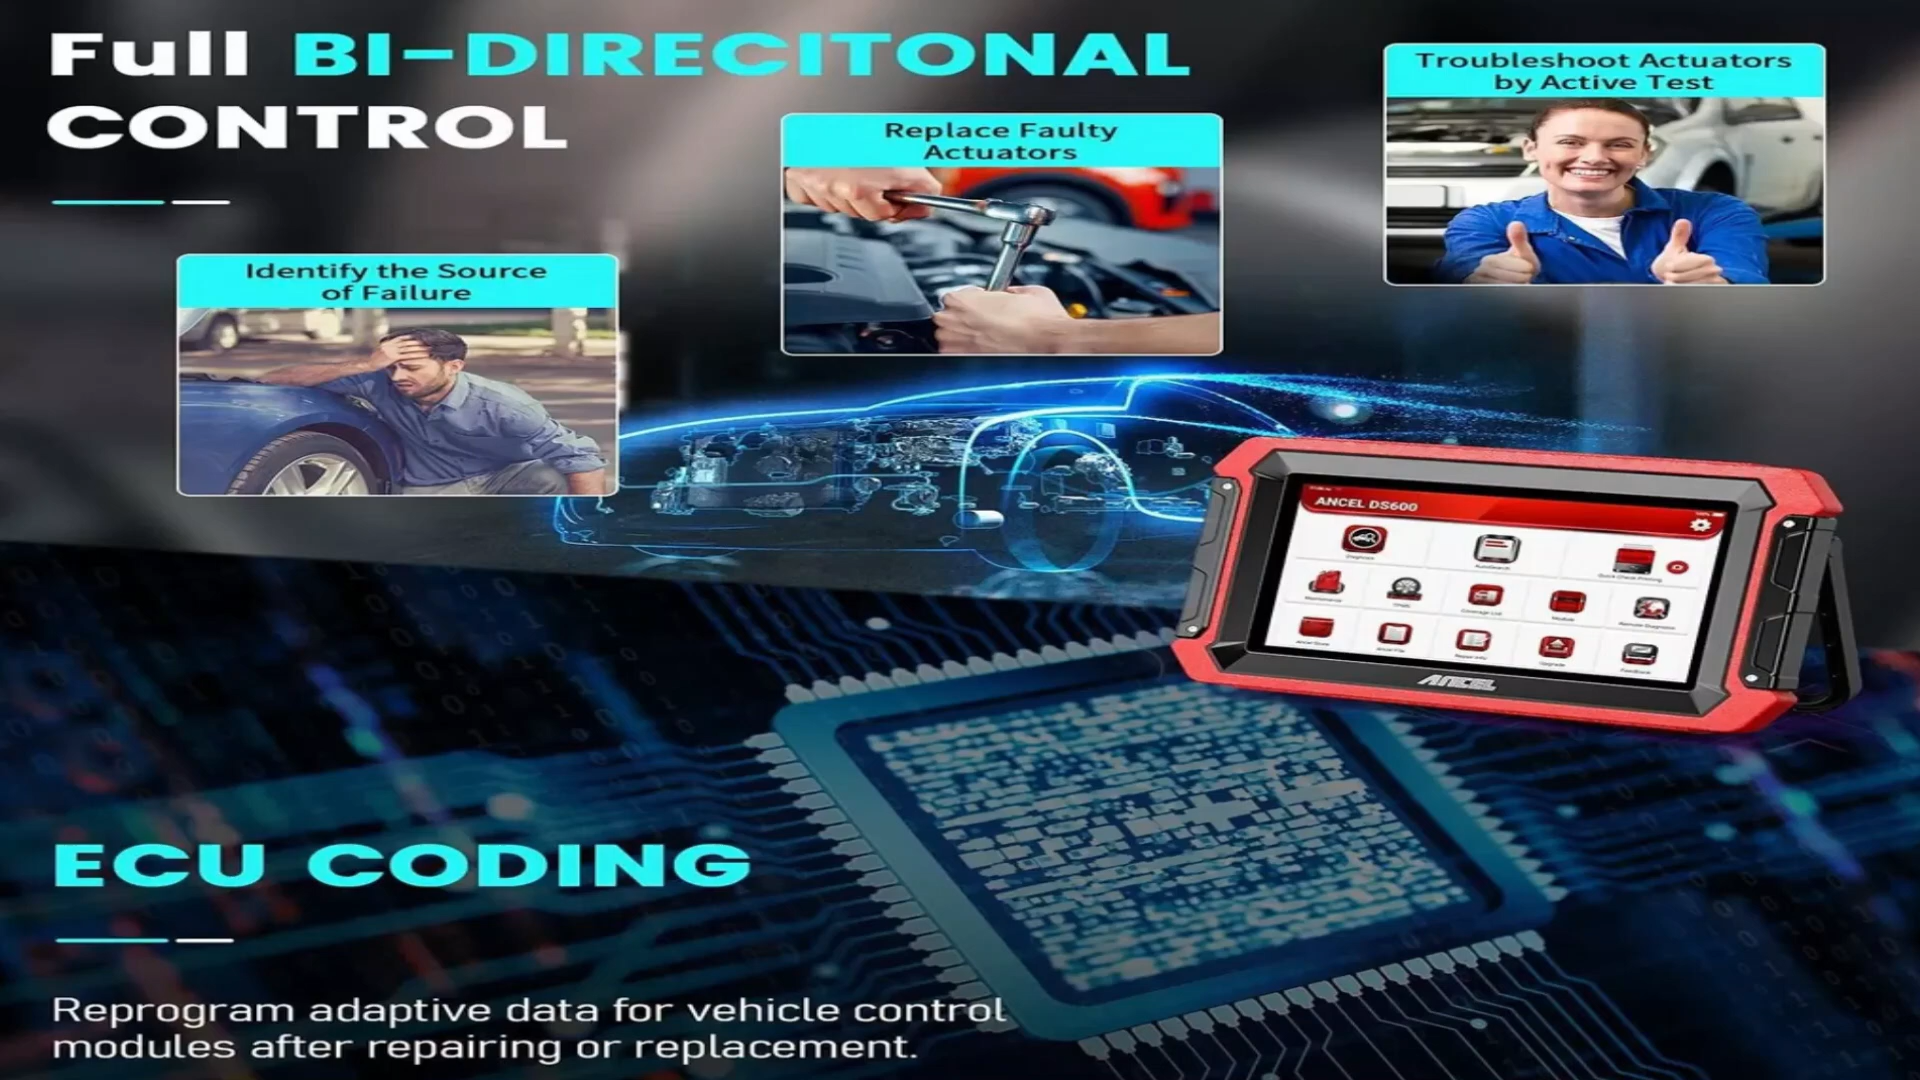 Full BI-DIRECITONAL
CONTROL
Troubleshoot Actuators
by Active Test
Replace Faulty
Actuators
Identify the Source
of Failure
ANCEL DS600
ANCEL
ECU CODING
Reprogram adaptive data for vehicle control
modules after repairing or replacement.